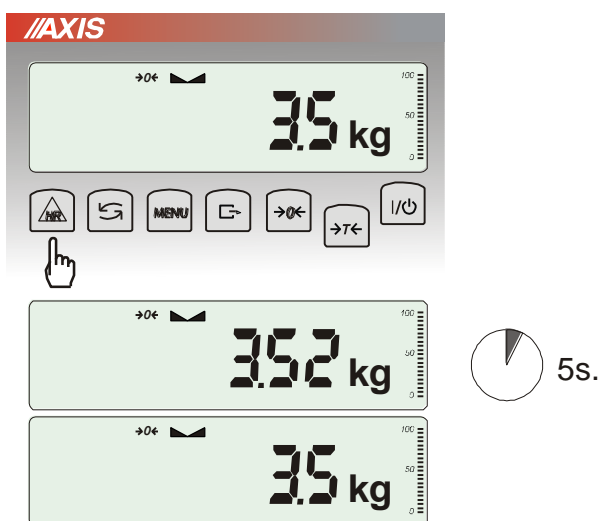 //AXIS
→0←
3.5 kg
100
50
0
HR
MENU
→0←
→T←
I/⏻
→0←
3.52 kg
100
50
0
5s.
→0←
3.5 kg
100
50
0